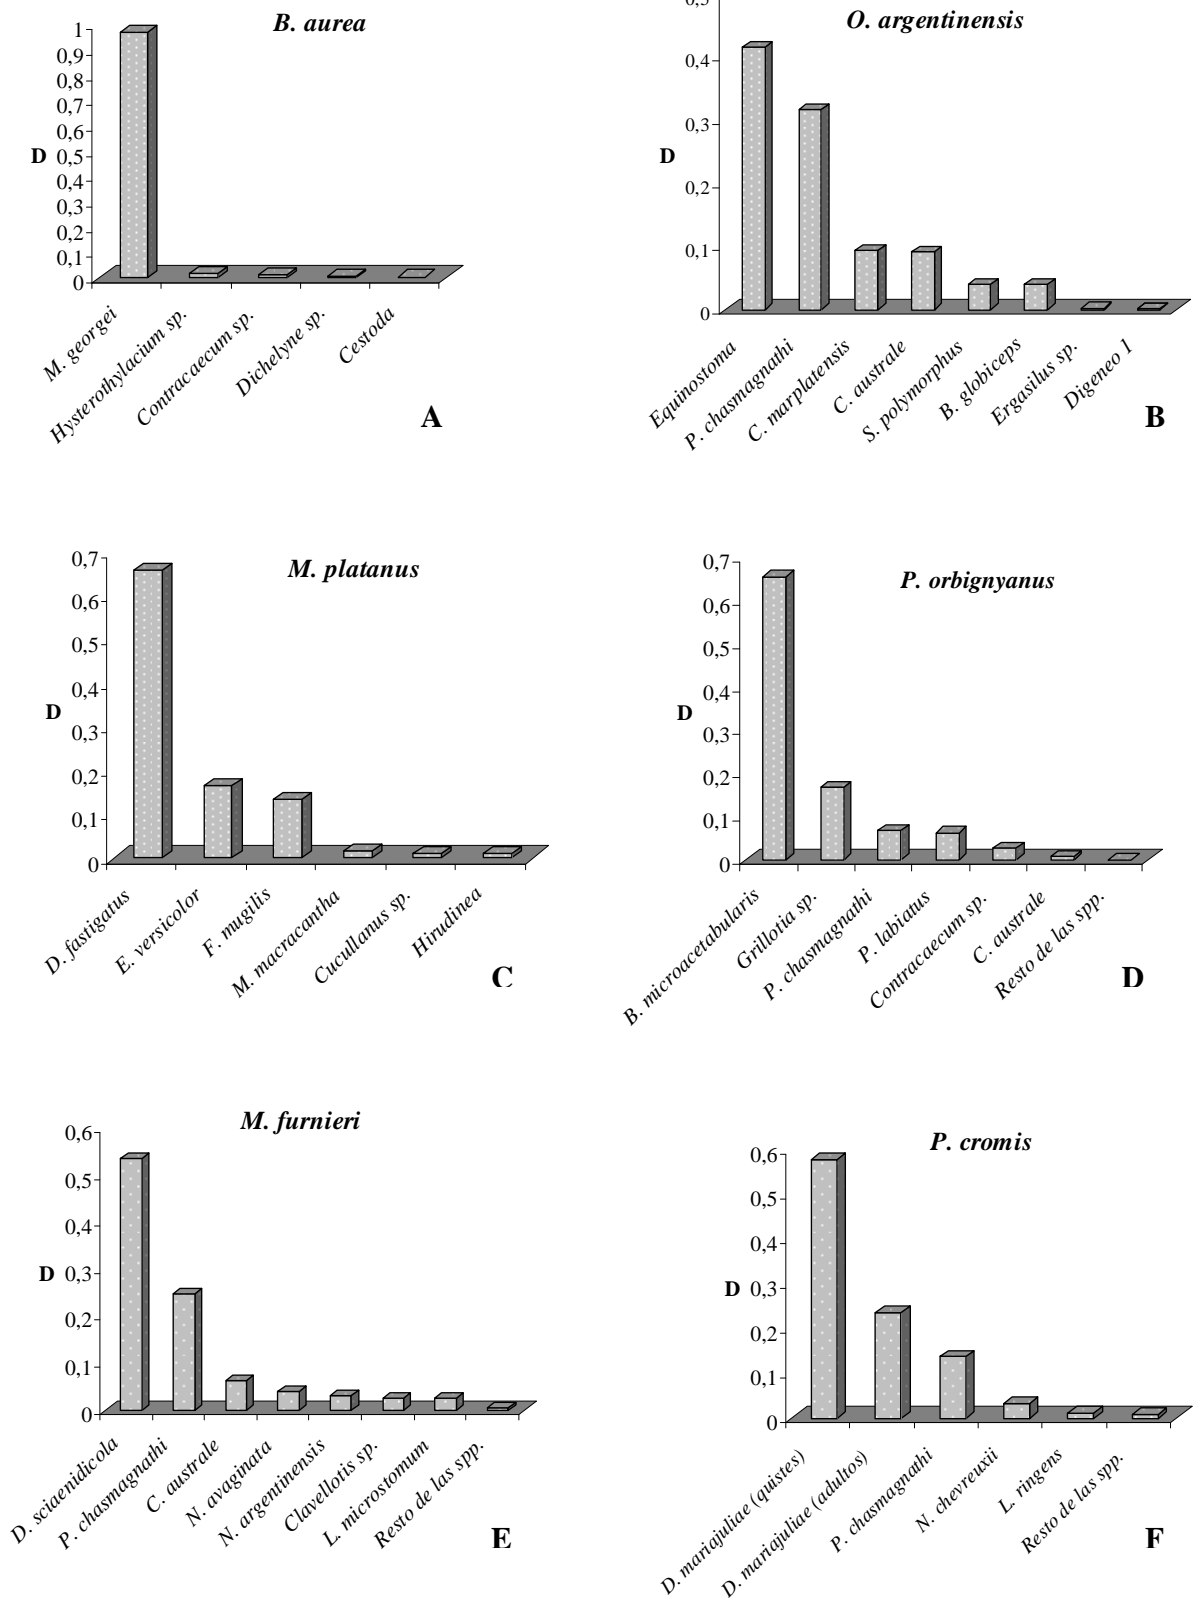 B. aurea
1
0,9
0,8
0,7
0,6
D
0,5
0,4
0,3
0,2
0,1
0
M. georgei
Hysterothylacium sp.
Contracaecum sp.
Dichelyne sp.
Cestoda
A
O. argentinensis
0,4
0,3
D
0,2
0,1
0
Equinostoma
P. chasmagnathi
C. marplatensis
C. australe
S. polymorphus
B. globiceps
Ergasilus sp.
Digeneo 1
B
M. platanus
0,7
0,6
0,5
0,4
D
0,3
0,2
0,1
0
D. fastigatus
E. versicolor
F. mugilis
M. macracantha
Cucullanus sp.
Hirudinea
C
P. orbignyanus
0,7
0,6
0,5
0,4
D
0,3
0,2
0,1
0
B. microacetabularis
Grillotia sp.
P. chasmagnathi
P. labiatus
Contracaecum sp.
C. australe
Resto de las spp.
D
M. furnieri
0,6
0,5
0,4
D
0,3
0,2
0,1
0
D. sciaenidicola
P. chasmagnathi
C. australe
N. avaginata
N. argentinensis
Clavellotis sp.
L. microstomum
Resto de las spp.
E
P. cromis
0,6
0,5
0,4
D
0,3
0,2
0,1
0
D. mariajuliae (quistes)
D. mariajuliae (adultos)
P. chasmagnathi
N. chevreuxii
L. ringens
Resto de las spp.
F